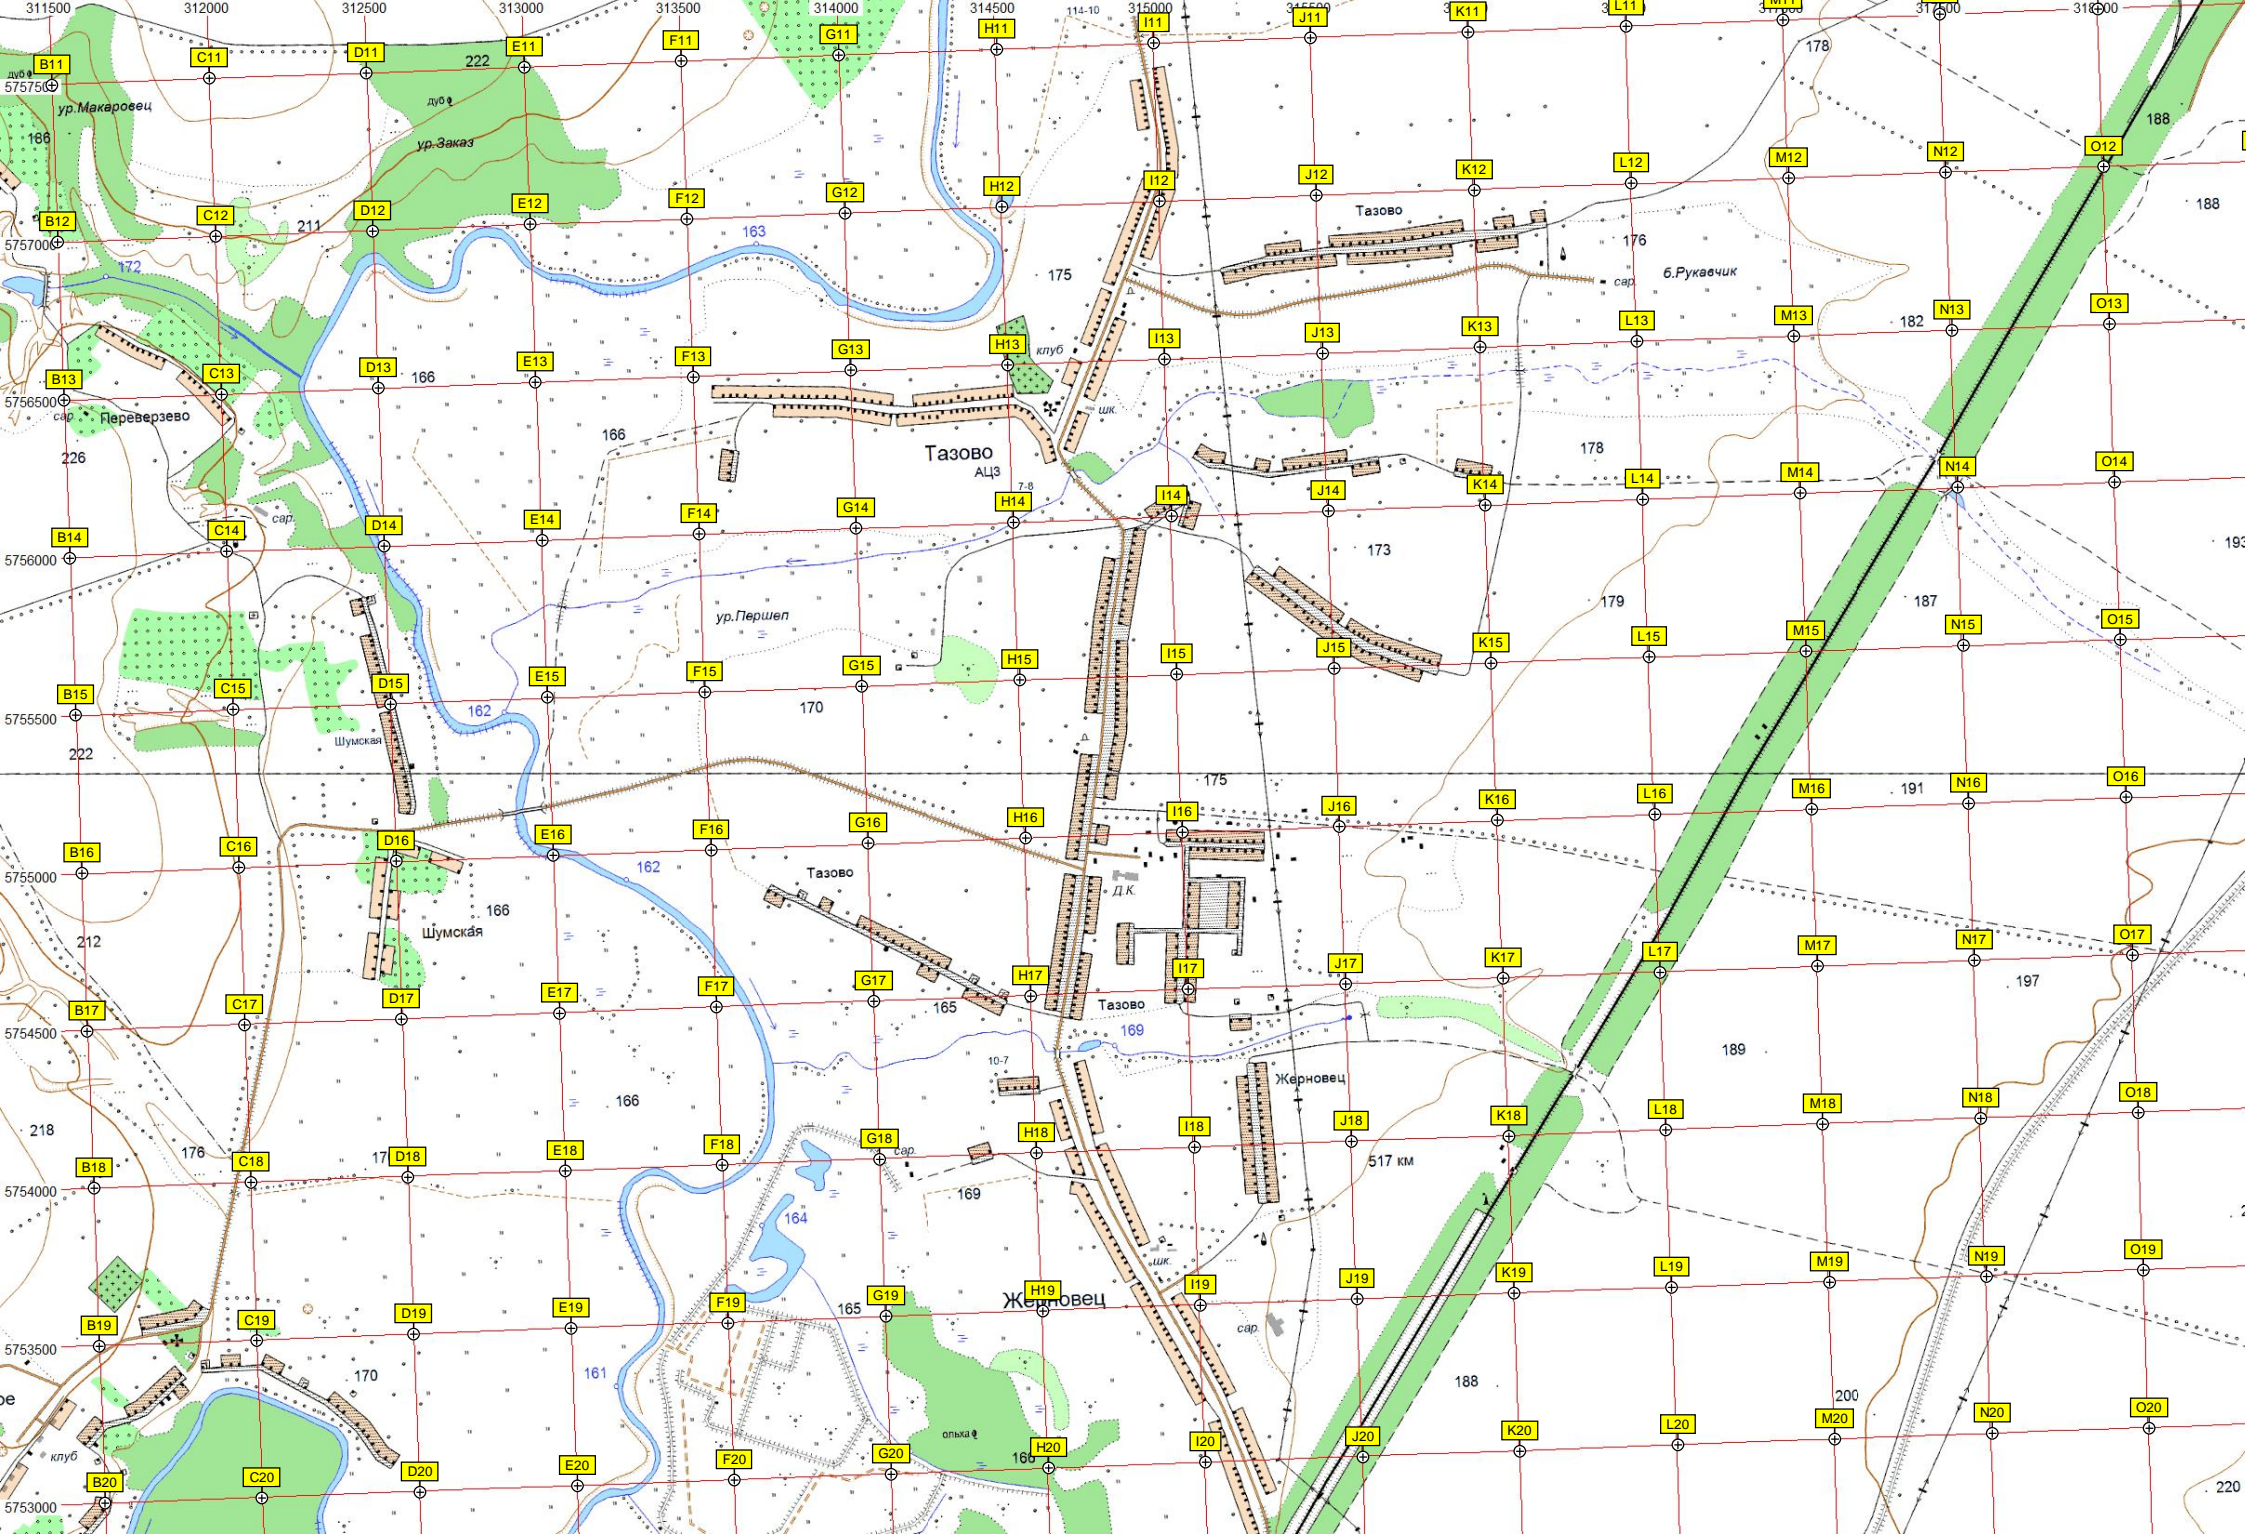 311500 312000 312500 313000 313500 314000 314500 114-10 315000
B11 C11 D11 E11 F11 G11 H11 I11 J11 K11 L11
222
178
дуб
5757500
ур.Макаровец
дуб
188
186
ур.Заказ
B12 C12 D12 E12 F12 G12 H12 I12 J12 K12 L12 M12 N12 O12
188
Тазово
211
163
176
5757000
172
175
б.Рукавчик
сар.
182
B13 C13 D13 E13 F13 G13 H13 I13 J13 K13 L13 M13 N13 O13
клуб
166
5756500
сар.
Переверзево
шк.
166
178
226
Тазово
АЦЗ
7-8
B14 C14 D14 E14 F14 G14 H14 I14 J14 K14 L14 M14 N14 O14
сар.
173
193
5756000
179
187
ур.Першеп
B15 C15 D15 E15 F15 G15 H15 I15 J15 K15 L15 M15 N15 O15
162
170
5755500
Шумская
222
175
191
B16 C16 D16 E16 F16 G16 H16 I16 J16 K16 L16 M16 N16 O16
162
Тазово
5755000
Д.К.
166
Шумская
212
B17 C17 D17 E17 F17 G17 H17 I17 J17 K17 L17 M17 N17 O17
197
165
Тазово
5754500
169
189
10-7
Жерновец
166
218
B18 C18 D18 E18 F18 G18 H18 I18 J18 K18 L18 M18 N18 O18
176
сар.
517 км
5754000
169
164
шк.
B19 C19 D19 E19 F19 G19 H19 I19 J19 K19 L19 M19 N19 O19
165
Жерновец
сар.
5753500
161
170
188
200
B20 C20 D20 E20 F20 G20 H20 I20 J20 K20 L20 M20 N20 O20
ольха
клуб
220
5753000